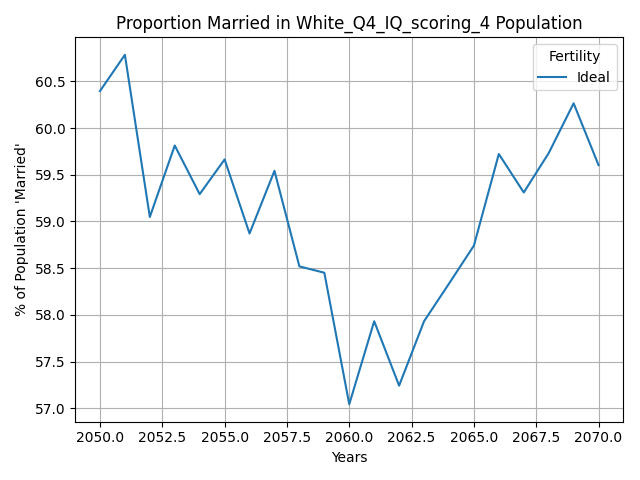 Proportion Married in White_Q4_IQ_scoring_4 Population
Fertility
Ideal
% of Population 'Married'
60.5
60.0
59.5
59.0
58.5
58.0
57.5
57.0
2050.0 2052.5 2055.0 2057.5 2060.0 2062.5 2065.0 2067.5 2070.0
Years